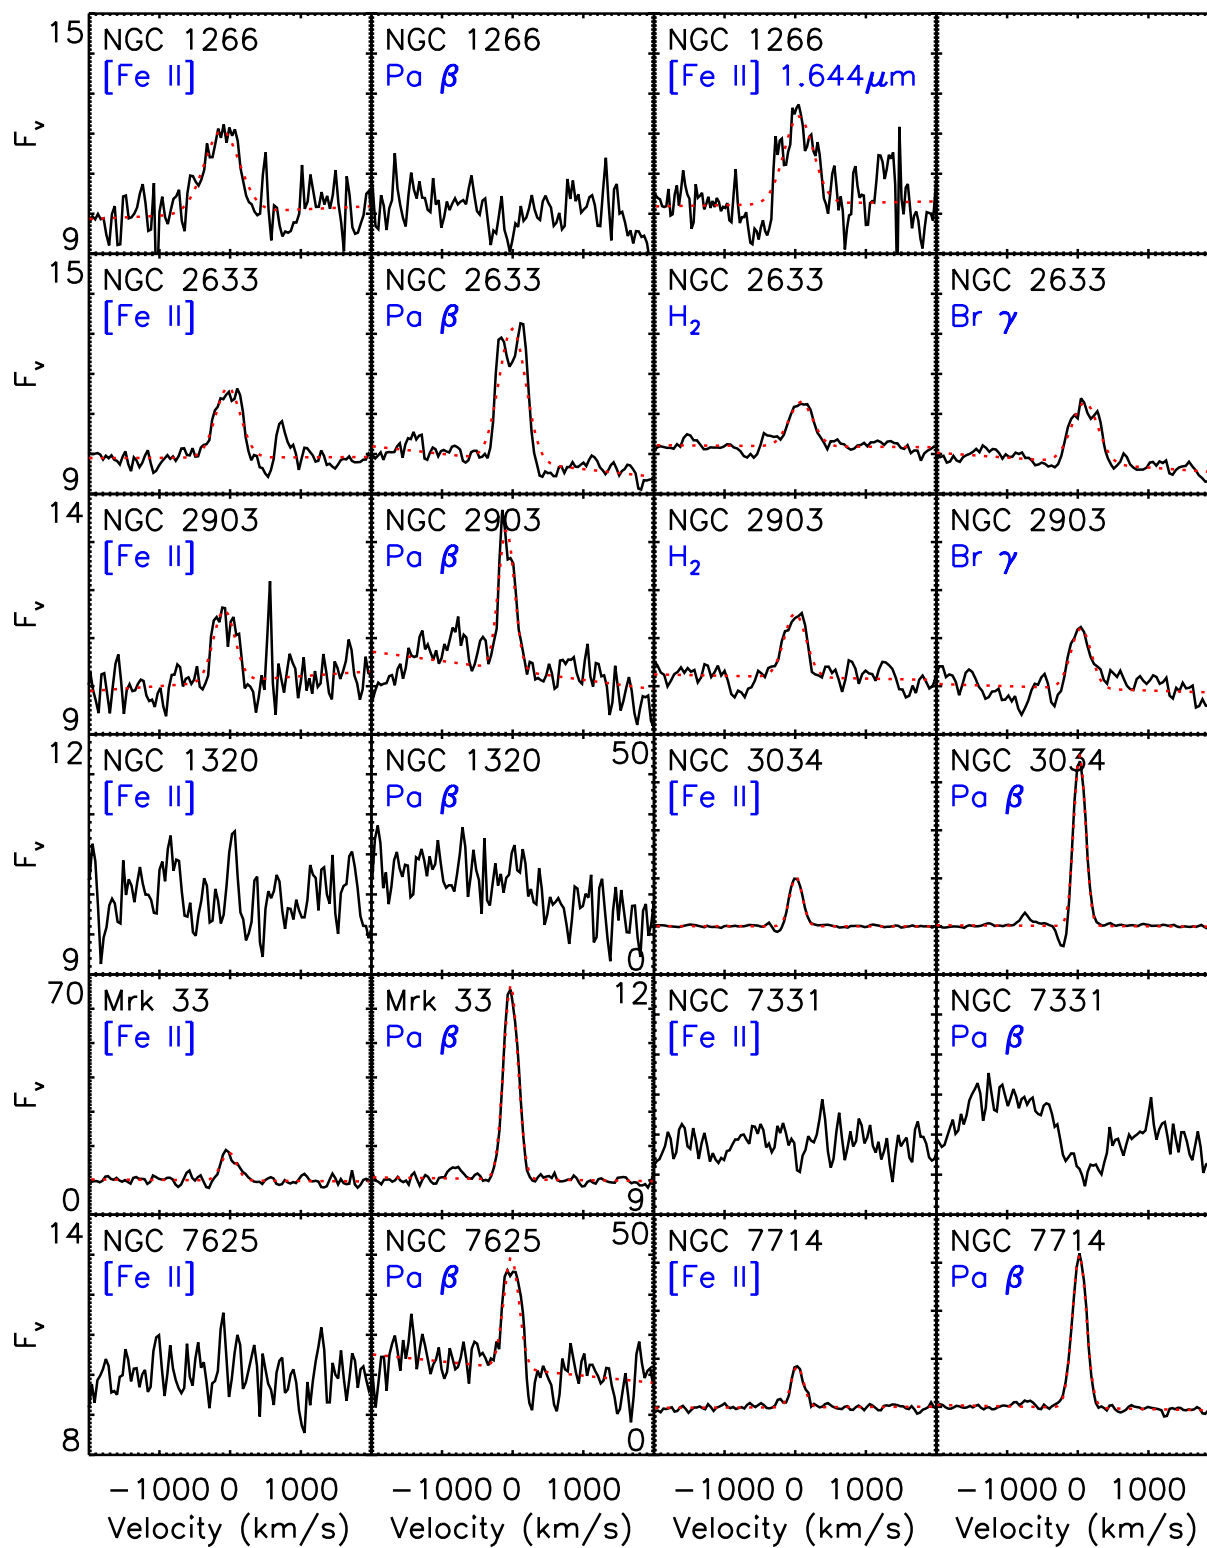 15
NGC 1266
NGC 1266
NGC 1266
[Fe II]
Pa β
[Fe II] 1.644μm
Fν
9
15
NGC 2633
NGC 2633
NGC 2633
NGC 2633
[Fe II]
Pa β
H2
Br γ
Fν
9
14
NGC 2903
NGC 2903
NGC 2903
NGC 2903
[Fe II]
Pa β
H2
Br γ
Fν
9
12
NGC 1320
NGC 1320
50
NGC 3034
NGC 3034
[Fe II]
Pa β
[Fe II]
Pa β
Fν
9
0
70
Mrk 33
Mrk 33
12
NGC 7331
NGC 7331
[Fe II]
Pa β
[Fe II]
Pa β
Fν
0
9
14
NGC 7625
NGC 7625
50
NGC 7714
NGC 7714
[Fe II]
Pa β
[Fe II]
Pa β
Fν
8
0
−1000 0 1000
−1000 0 1000
−1000 0 1000
−1000 0 1000
Velocity (km/s)
Velocity (km/s)
Velocity (km/s)
Velocity (km/s)